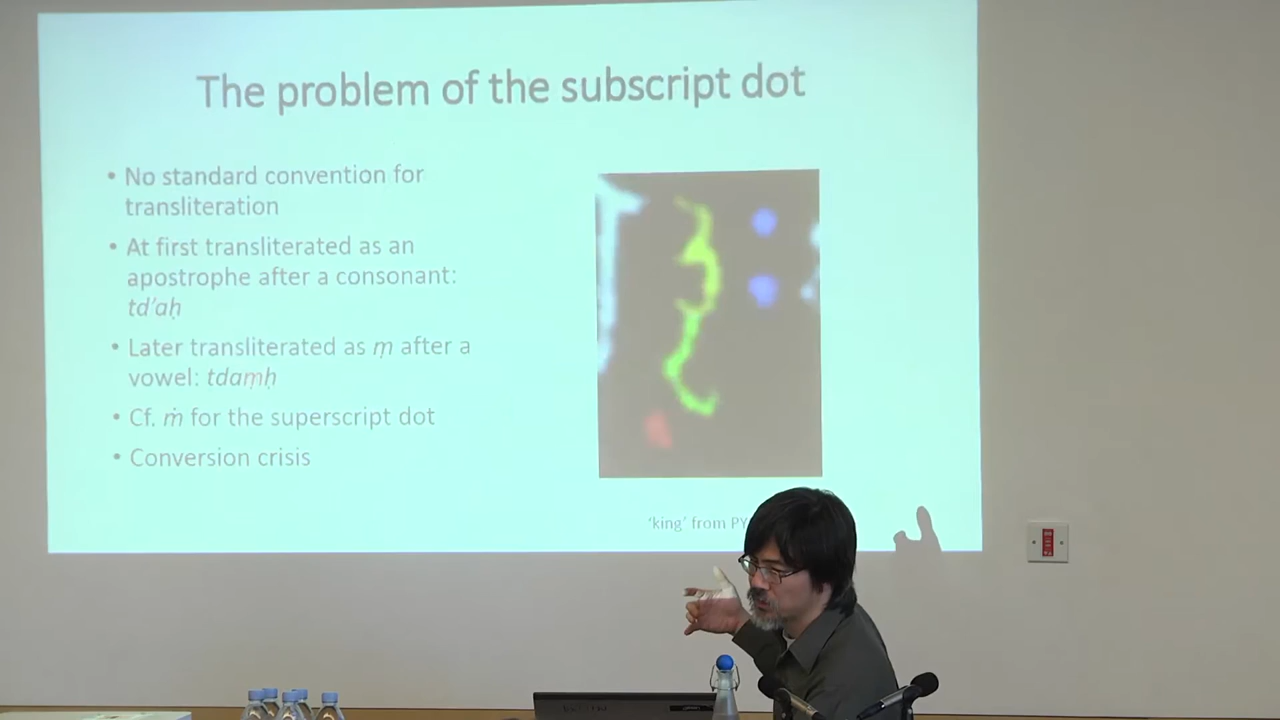 The problem of the subscript dot
• No standard convention for
transliteration
• At first transliterated as an
apostrophe after a consonant:
td’aḥ
• Later transliterated as ṃ after a
vowel: tdaṃḥ
• Cf. ṁ for the superscript dot
• Conversion crisis
‘king’ from PY